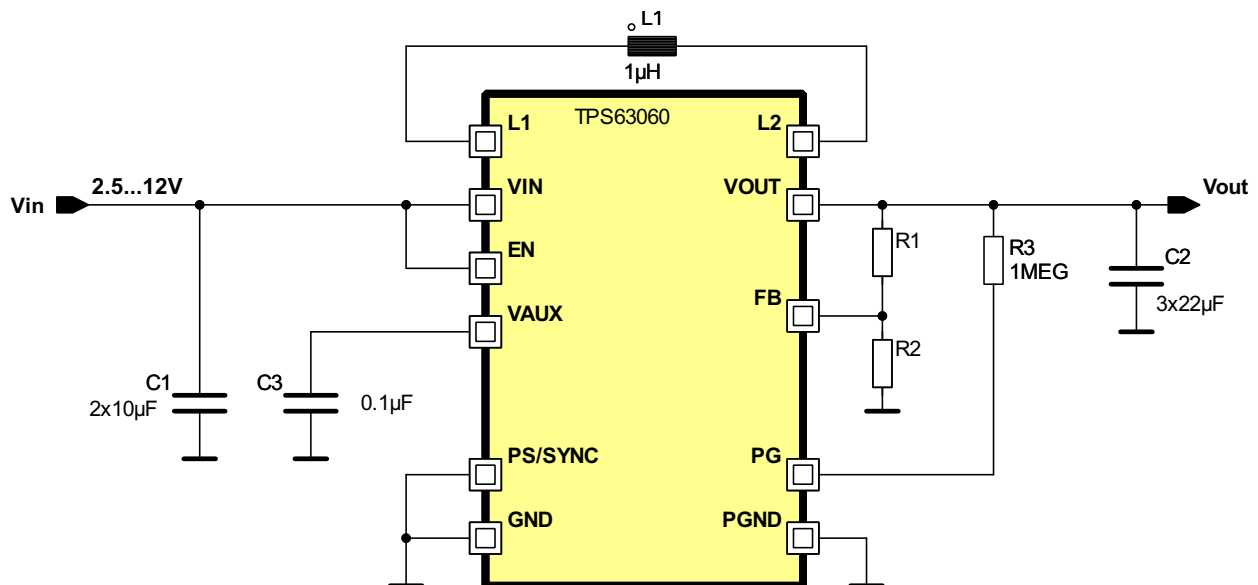 L1
1µH
TPS63060
L1
L2
2.5...12V
VIN
VOUT
Vin
Vout
R1
R3
1MEG
C2
3x22µF
EN
FB
VAUX
R2
C1
2x10µF
C3
0.1µF
PS/SYNC
PG
GND
PGND